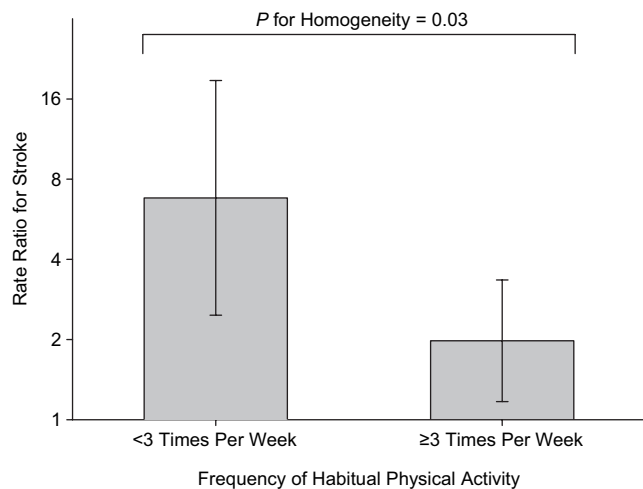 P for Homogeneity = 0.03
16
8
4
2
1
Rate Ratio for Stroke
<3 Times Per Week
≥3 Times Per Week
Frequency of Habitual Physical Activity